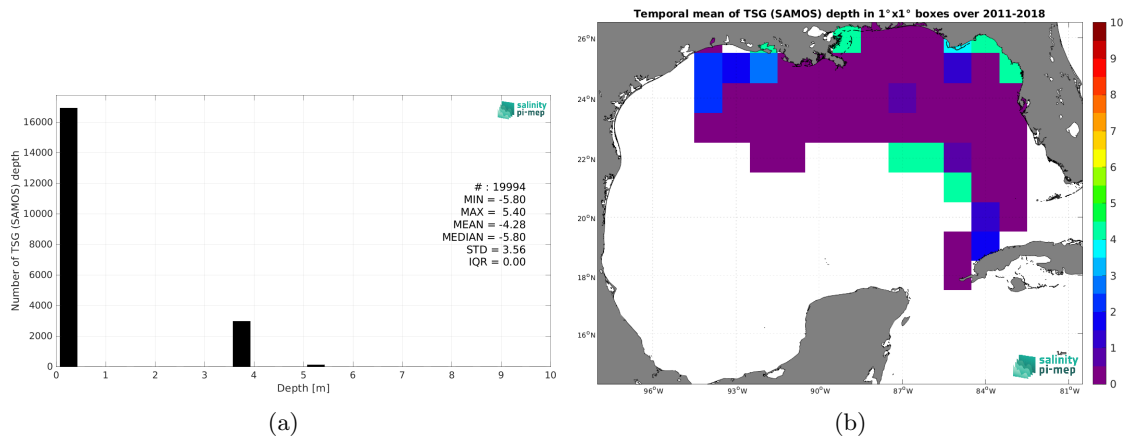 Temporal mean of TSG (SAMOS) depth in 1°x1° boxes over 2011-2018
salinity
pi-mep
16000
14000
12000
10000
8000
6000
4000
2000
0
Number of TSG (SAMOS) depth
# : 19994
MIN = -5.80
MAX = 5.40
MEAN = -4.28
MEDIAN = -5.80
STD = 3.56
IQR = 0.00
0 1 2 3 4 5 6 7 8 9 10
Depth [m]
(a)
26°N
24°N
22°N
20°N
18°N
16°N
96°W 93°W 90°W 87°W 84°W 81°W
salinity
pi-mep
10
9
8
7
6
5
4
3
2
1
0
(b)